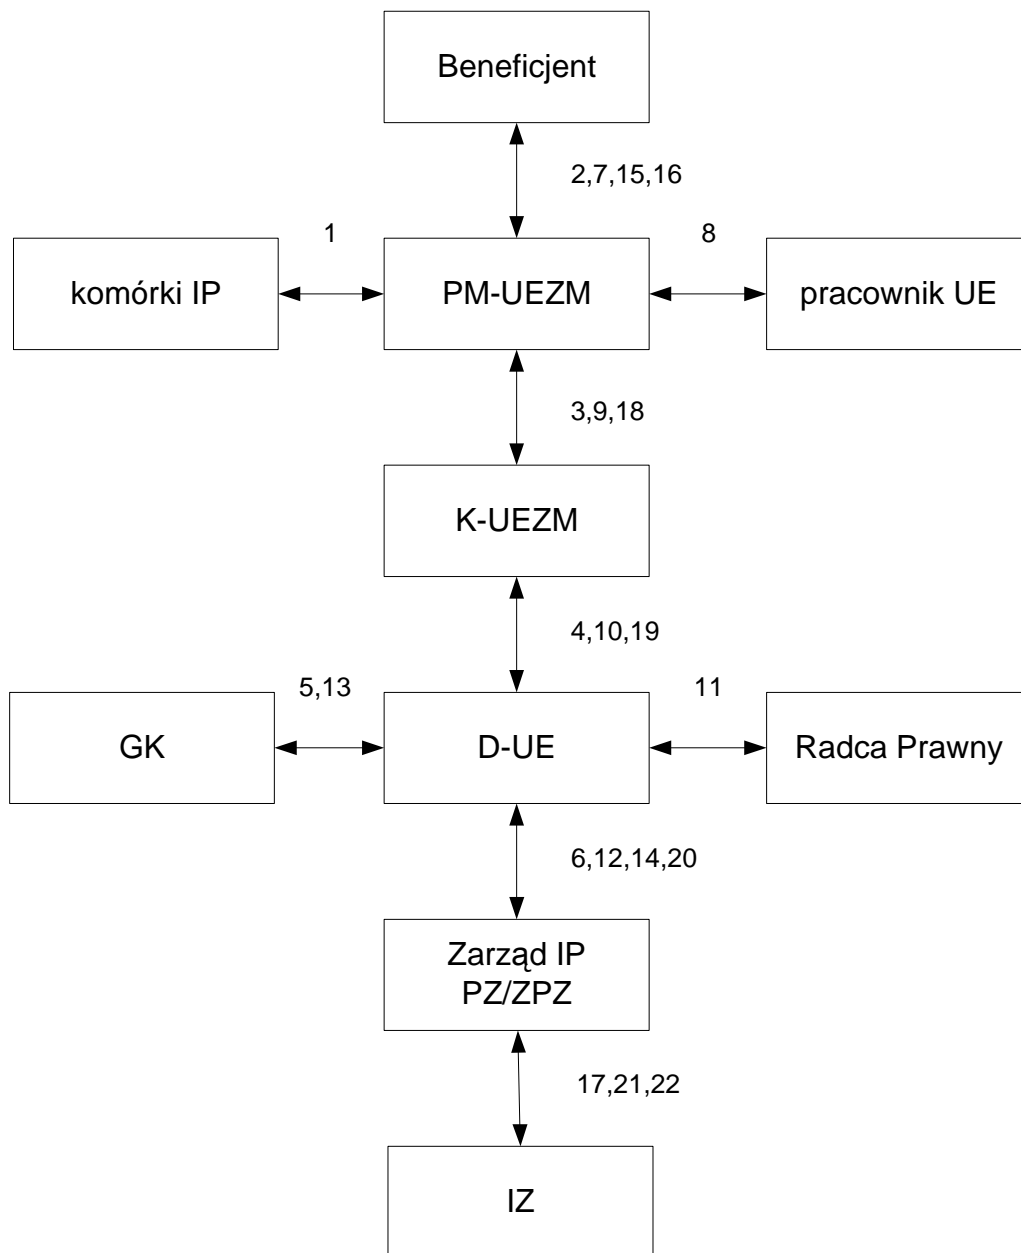 Beneficjent
2,7,15,16
1
8
komórki IP
PM-UEZM
pracownik UE
3,9,18
K-UEZM
4,10,19
5,13
11
GK
D-UE
Radca Prawny
6,12,14,20
Zarząd IP
PZ/ZPZ
17,21,22
IZ